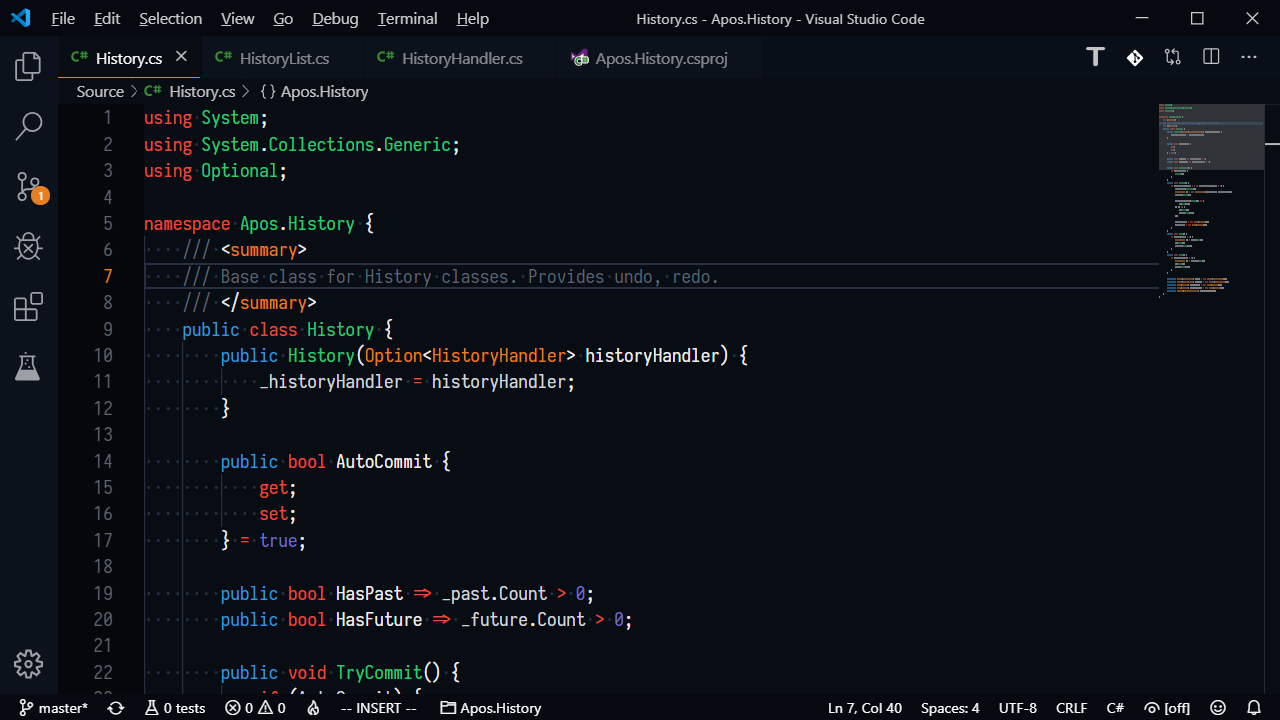 File Edit Selection View Go Debug Terminal Help History.cs - Apos.History - Visual Studio Code
C# History.cs C# HistoryList.cs C# HistoryHandler.cs Apos.History.csproj
Source > C# History.cs > {} Apos.History
1 using System;
2 using System.Collections.Generic;
3 using Optional;
4
5 namespace Apos.History {
6 /// <summary>
7 /// Base class for History classes. Provides undo, redo.
8 /// </summary>
9 public class History {
10 public History(Option<HistoryHandler> historyHandler) {
11 _historyHandler = historyHandler;
12 }
13
14 public bool AutoCommit {
15 get;
16 set;
17 } = true;
18
19 public bool HasPast => _past.Count > 0;
20 public bool HasFuture => _future.Count > 0;
21
22 public void TryCommit() {
1
master* 0 tests 0 0 -- INSERT -- Apos.History Ln 7, Col 40 Spaces: 4 UTF-8 CRLF C# [off]